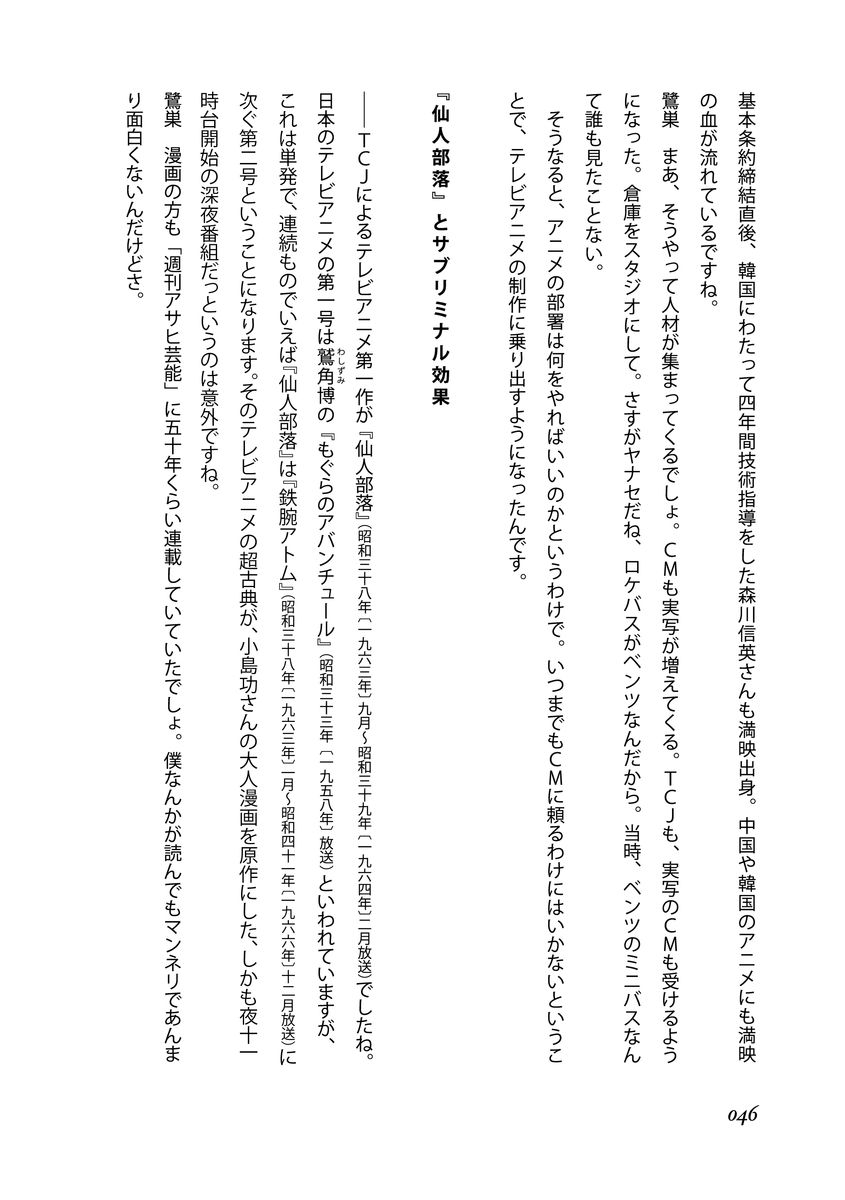 基本条約締結直後、韓国にわたって四年間技術指導をした森川信英さんも満映出身。中国や韓国のアニメにも満映
の血が流れているですね。
鷺巣　まあ、そうやって人材が集まってくるでしょ。ＣＭも実写が増えてくる。ＴＣＪも、実写のＣＭも受けるよう
になった。倉庫をスタジオにして。さすがヤナセだね、ロケバスがベンツなんだから。当時、ベンツのミニバスなん
て誰も見たことない。
　そうなると、アニメの部署は何をやればいいのかというわけで。いつまでもＣＭに頼るわけにはいかないというこ
とで、テレビアニメの制作に乗り出すようになったんです。
『仙人部落』とサブリミナル効果
――ＴＣＪによるテレビアニメ第一作が『仙人部落』（昭和三十八年〔一九六三年〕九月～昭和三十九年〔一九六四年〕二月放送）でしたね。
日本のテレビアニメの第一号は鷲角博の『もぐらのアバンチュール』（昭和三十三年〔一九五八年〕放送）といわれていますが、
わしずみ
これは単発で、連続ものでいえば『仙人部落』は『鉄腕アトム』（昭和三十八年〔一九六三年〕一月～昭和四十一年〔一九六六年〕十二月放送）に
次ぐ第二号ということになります。そのテレビアニメの超古典が、小島功さんの大人漫画を原作にした、しかも夜十一
時台開始の深夜番組だっというのは意外ですね。
鷺巣　漫画の方も「週刊アサヒ芸能」に五十年くらい連載していていたでしょ。僕なんかが読んでもマンネリであんま
り面白くないんだけどさ。
046